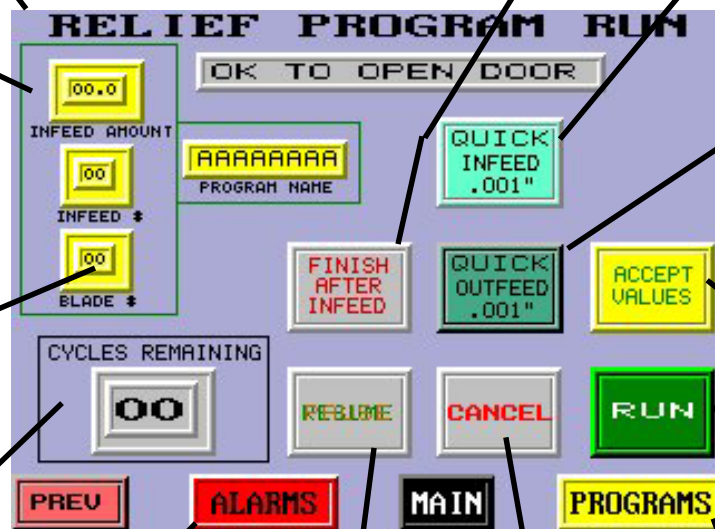 RELIEF PROGRAM RUN
OK TO OPEN DOOR
00.0
INFEED AMOUNT
00
INFEED #
00
BLADE #
AAAAAAAA
PROGRAM NAME
QUICK
INFEED
.001"
FINISH
AFTER
INFEED
QUICK
OUTFEED
.001"
ACCEPT
VALUES
CYCLES REMAINING
00
CANCEL
RUN
PREV
ALARMS
MAIN
PROGRAMS